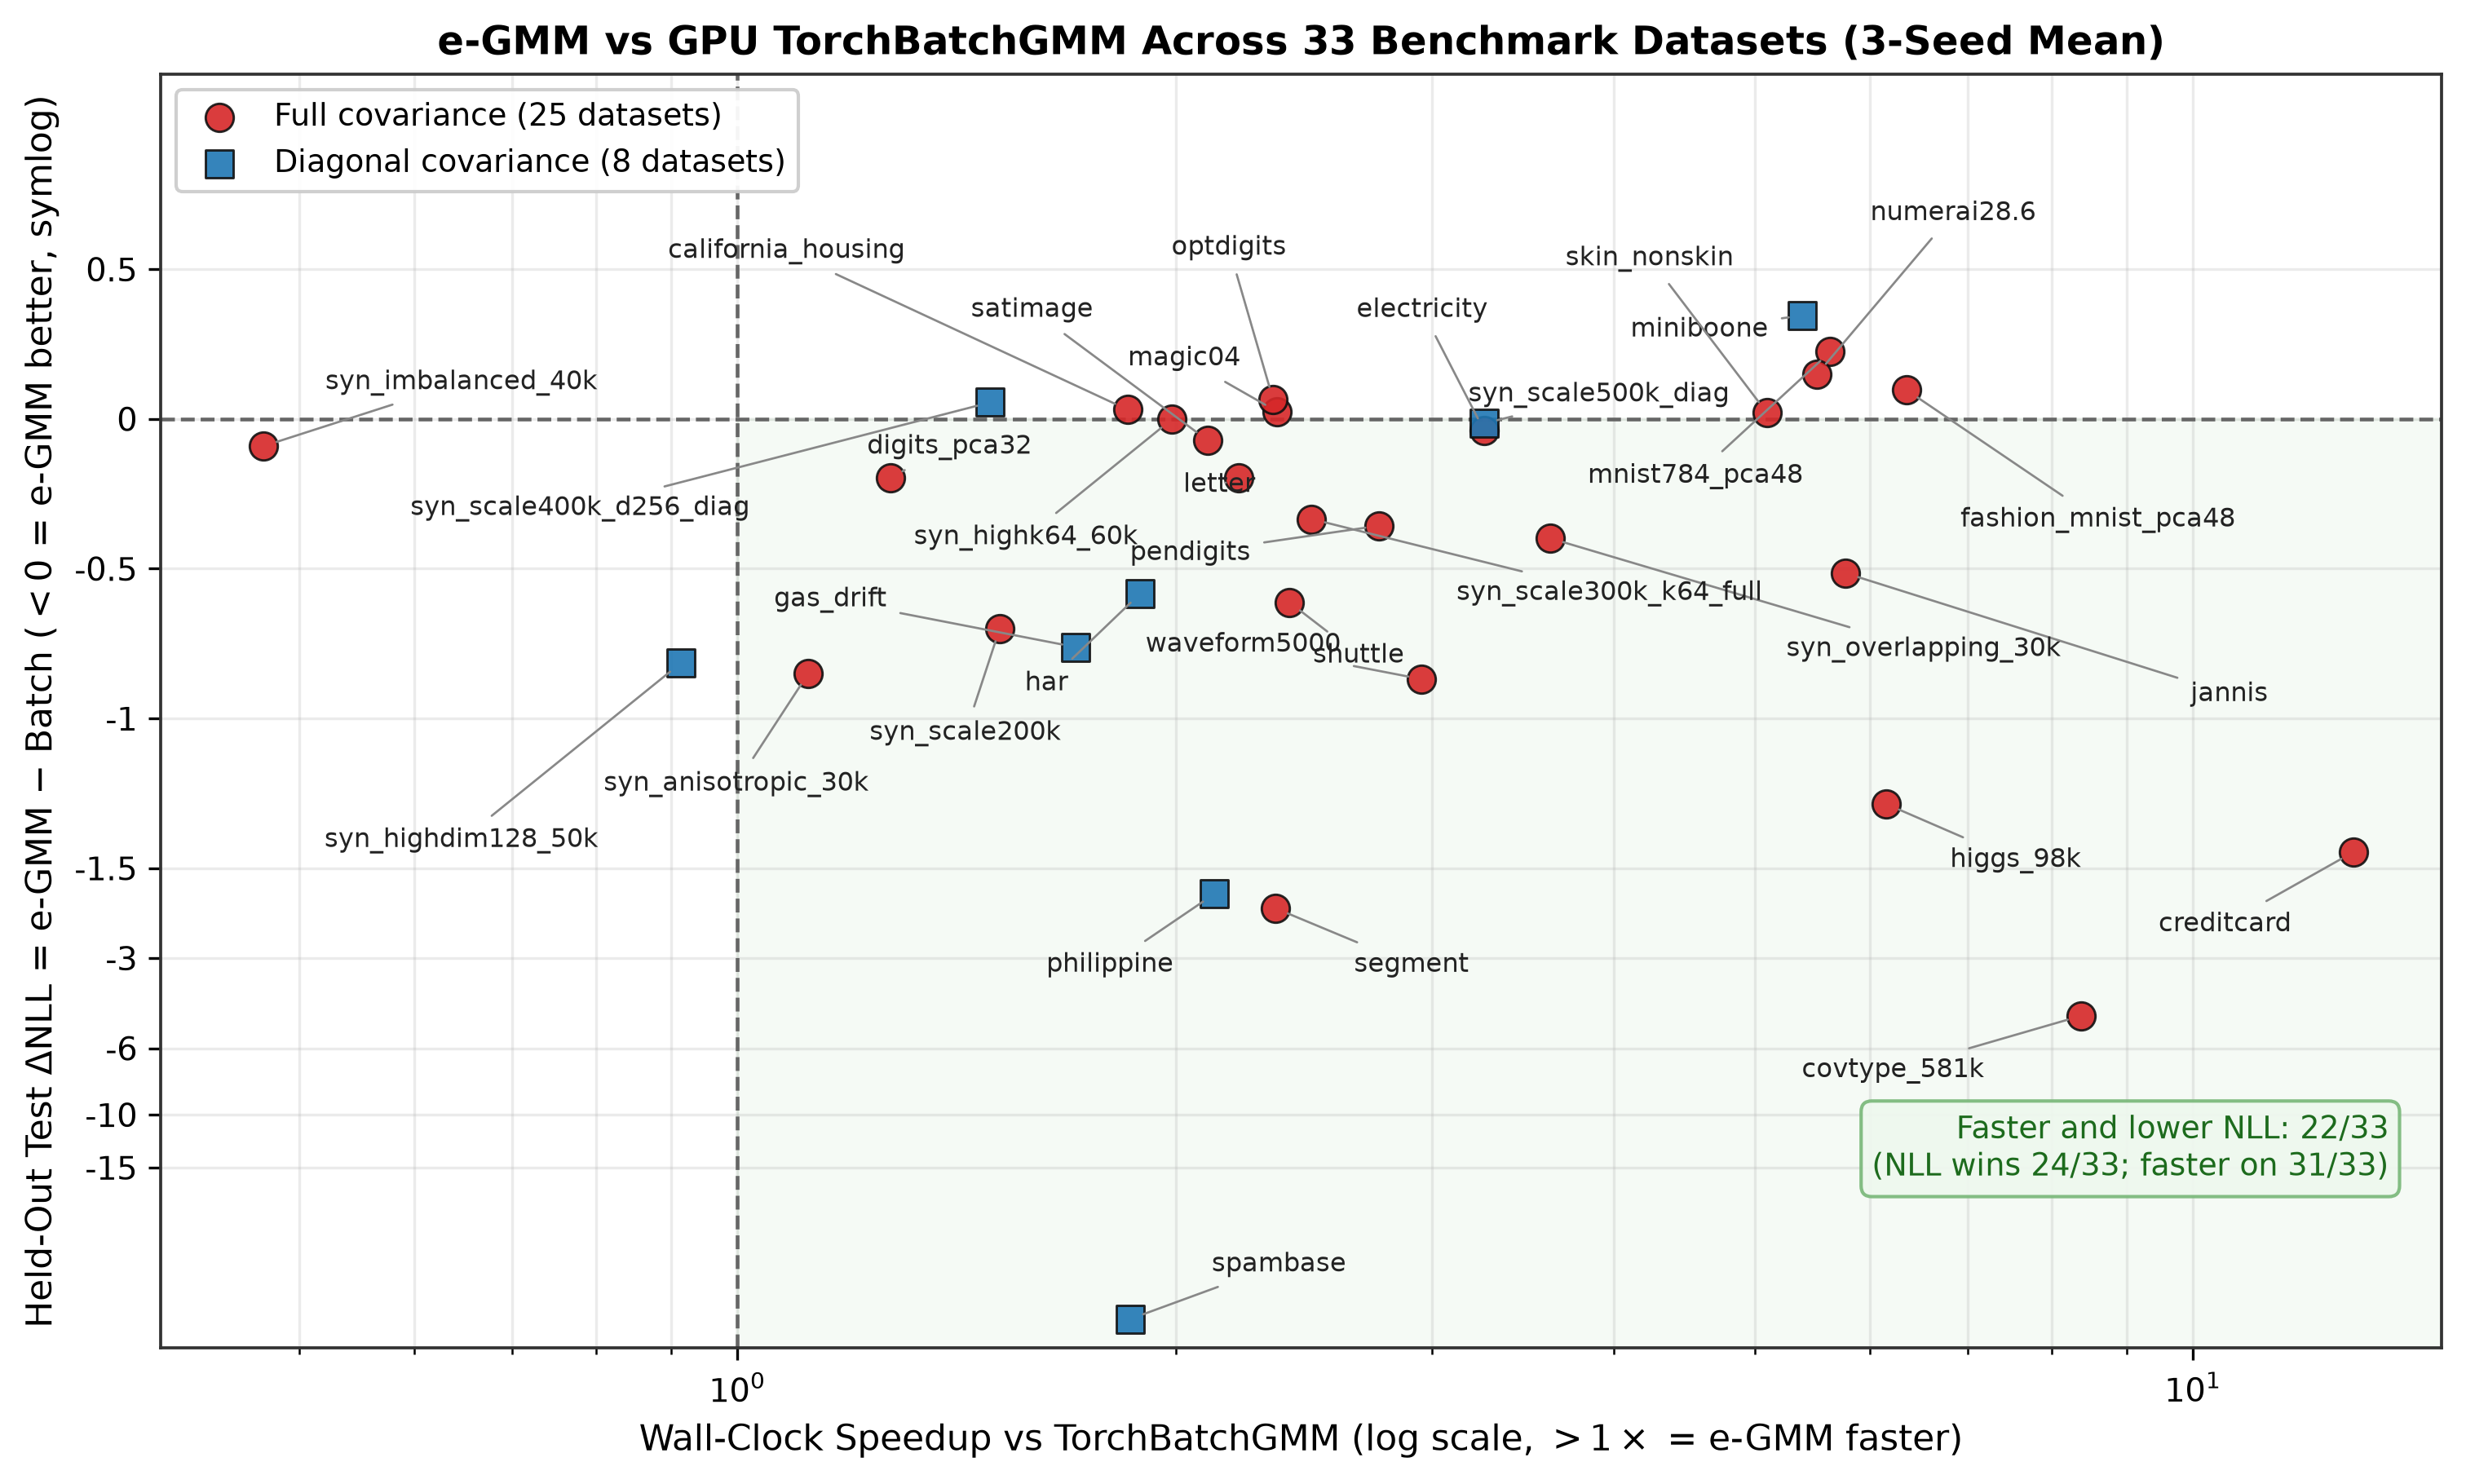 e-GMM vs GPU TorchBatchGMM Across 33 Benchmark Datasets (3-Seed Mean)
Full covariance (25 datasets)
Diagonal covariance (8 datasets)
Held-Out Test ΔNLL = e-GMM − Batch ( < 0 = e-GMM better, symlog)
0.5
0
-0.5
-1
-1.5
-3
-6
-10
-15
numerai28.6
california_housing
optdigits
skin_nonskin
satimage
electricity
miniboone
magic04
syn_imbalanced_40k
syn_scale500k_diag
digits_pca32
mnist784_pca48
letter
syn_scale400k_d256_diag
fashion_mnist_pca48
syn_highk64_60k
pendigits
syn_scale300k_k64_full
gas_drift
waveform5000
shuttle
syn_overlapping_30k
har
jannis
syn_scale200k
syn_anisotropic_30k
syn_highdim128_50k
higgs_98k
creditcard
philippine
segment
covtype_581k
Faster and lower NLL: 22/33
(NLL wins 24/33; faster on 31/33)
spambase
10⁰
10¹
Wall-Clock Speedup vs TorchBatchGMM (log scale, > 1 × = e-GMM faster)